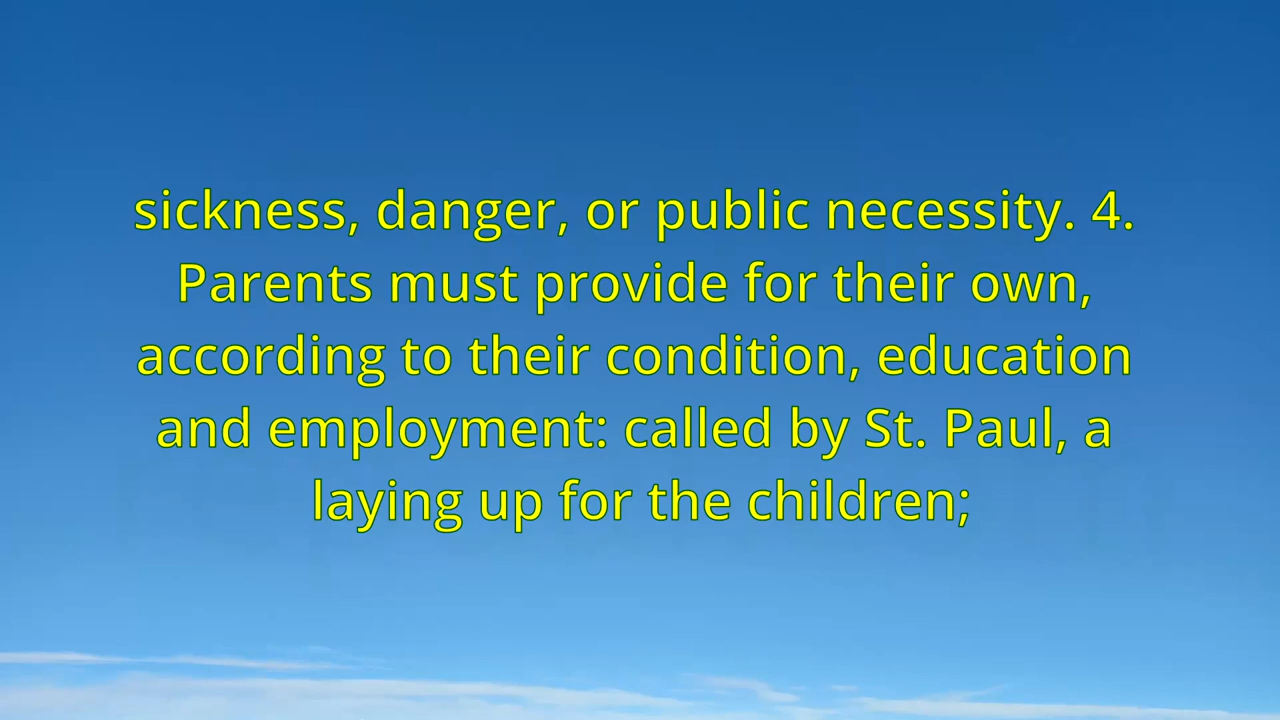 sickness, danger, or public necessity. 4.
Parents must provide for their own,
according to their condition, education
and employment: called by St. Paul, a
laying up for the children;